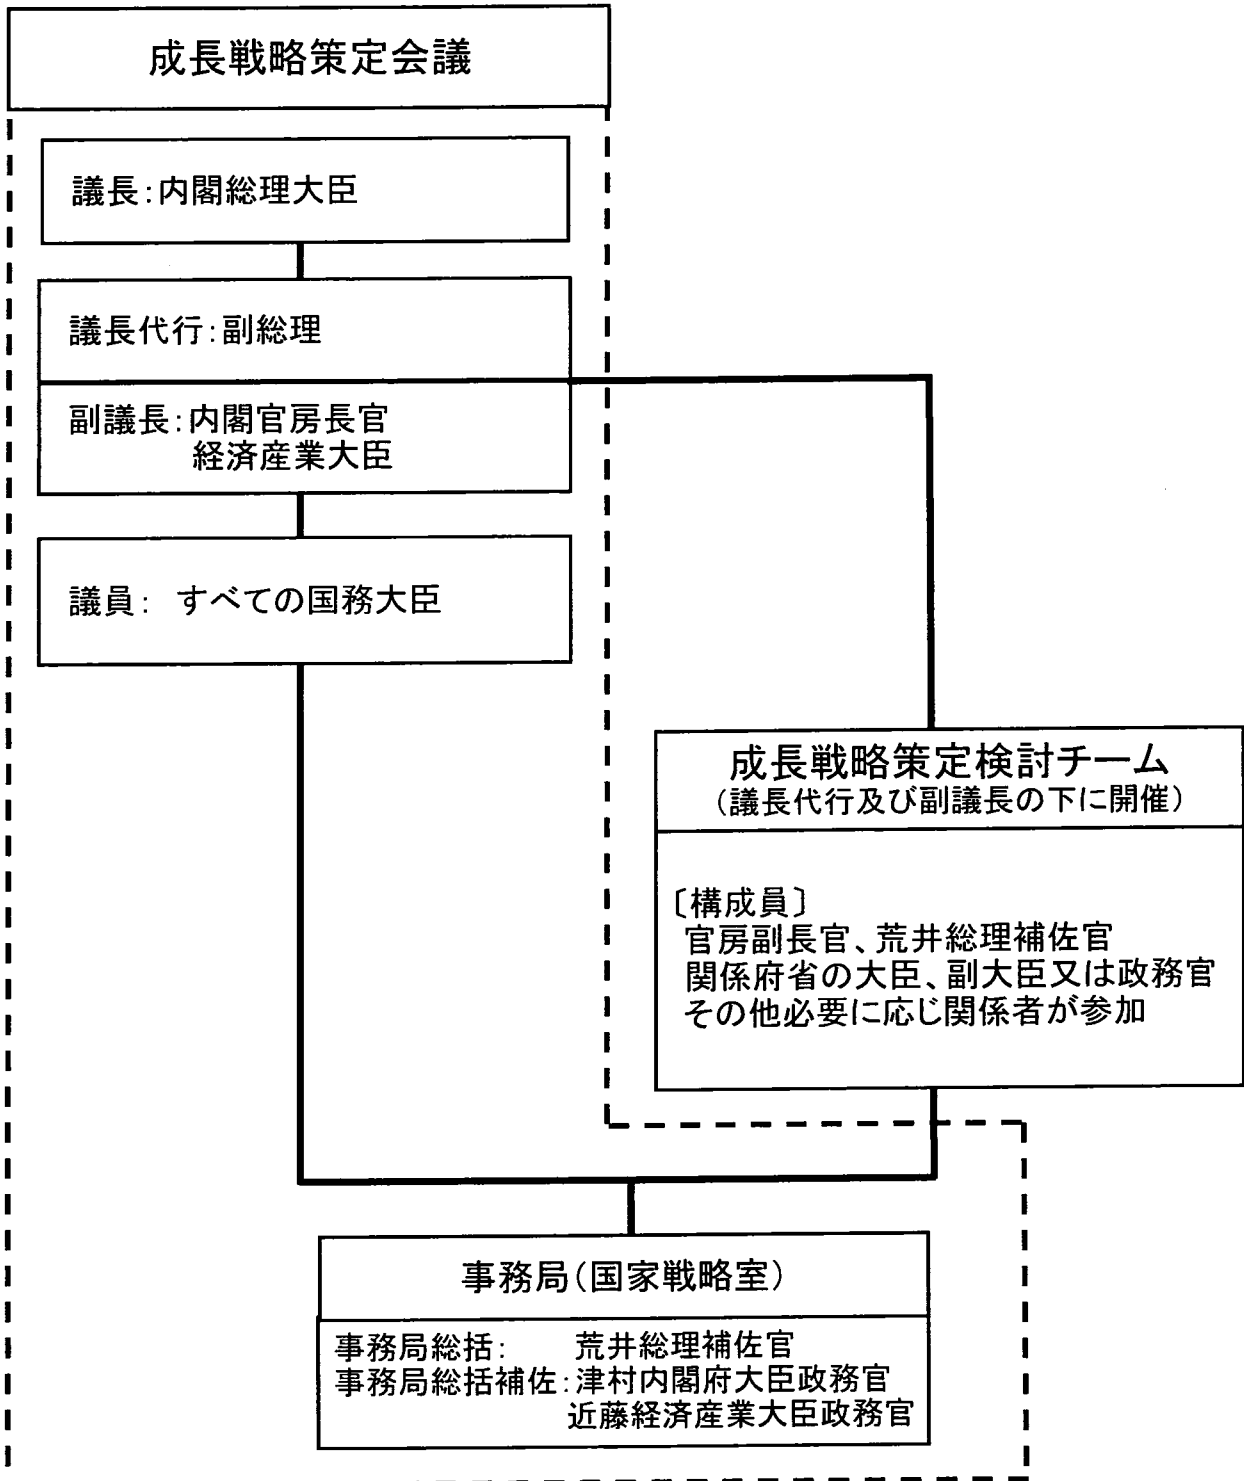 成長戦略策定会議
議長:内閣総理大臣
議長代行:副総理
副議長:内閣官房長官
経済産業大臣
議員: すべての国務大臣
成長戦略策定検討チーム
(議長代行及び副議長の下に開催)
〔構成員〕
官房副長官、荒井総理補佐官
関係府省の大臣、副大臣又は政務官
その他必要に応じ関係者が参加
事務局(国家戦略室)
事務局総括: 荒井総理補佐官
事務局総括補佐:津村内閣府大臣政務官
近藤経済産業大臣政務官